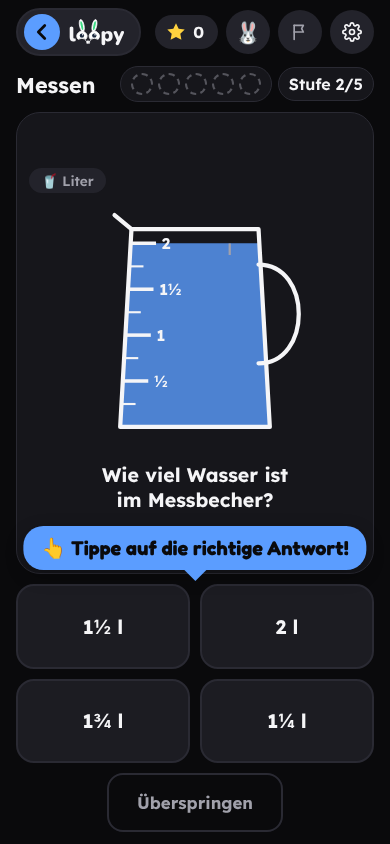 loopy
0
Messen
Stufe 2/5
Liter
2
1½
1
½
Wie viel Wasser ist
im Messbecher?
Tippe auf die richtige Antwort!
1½ l
2 l
1¾ l
1¼ l
Überspringen